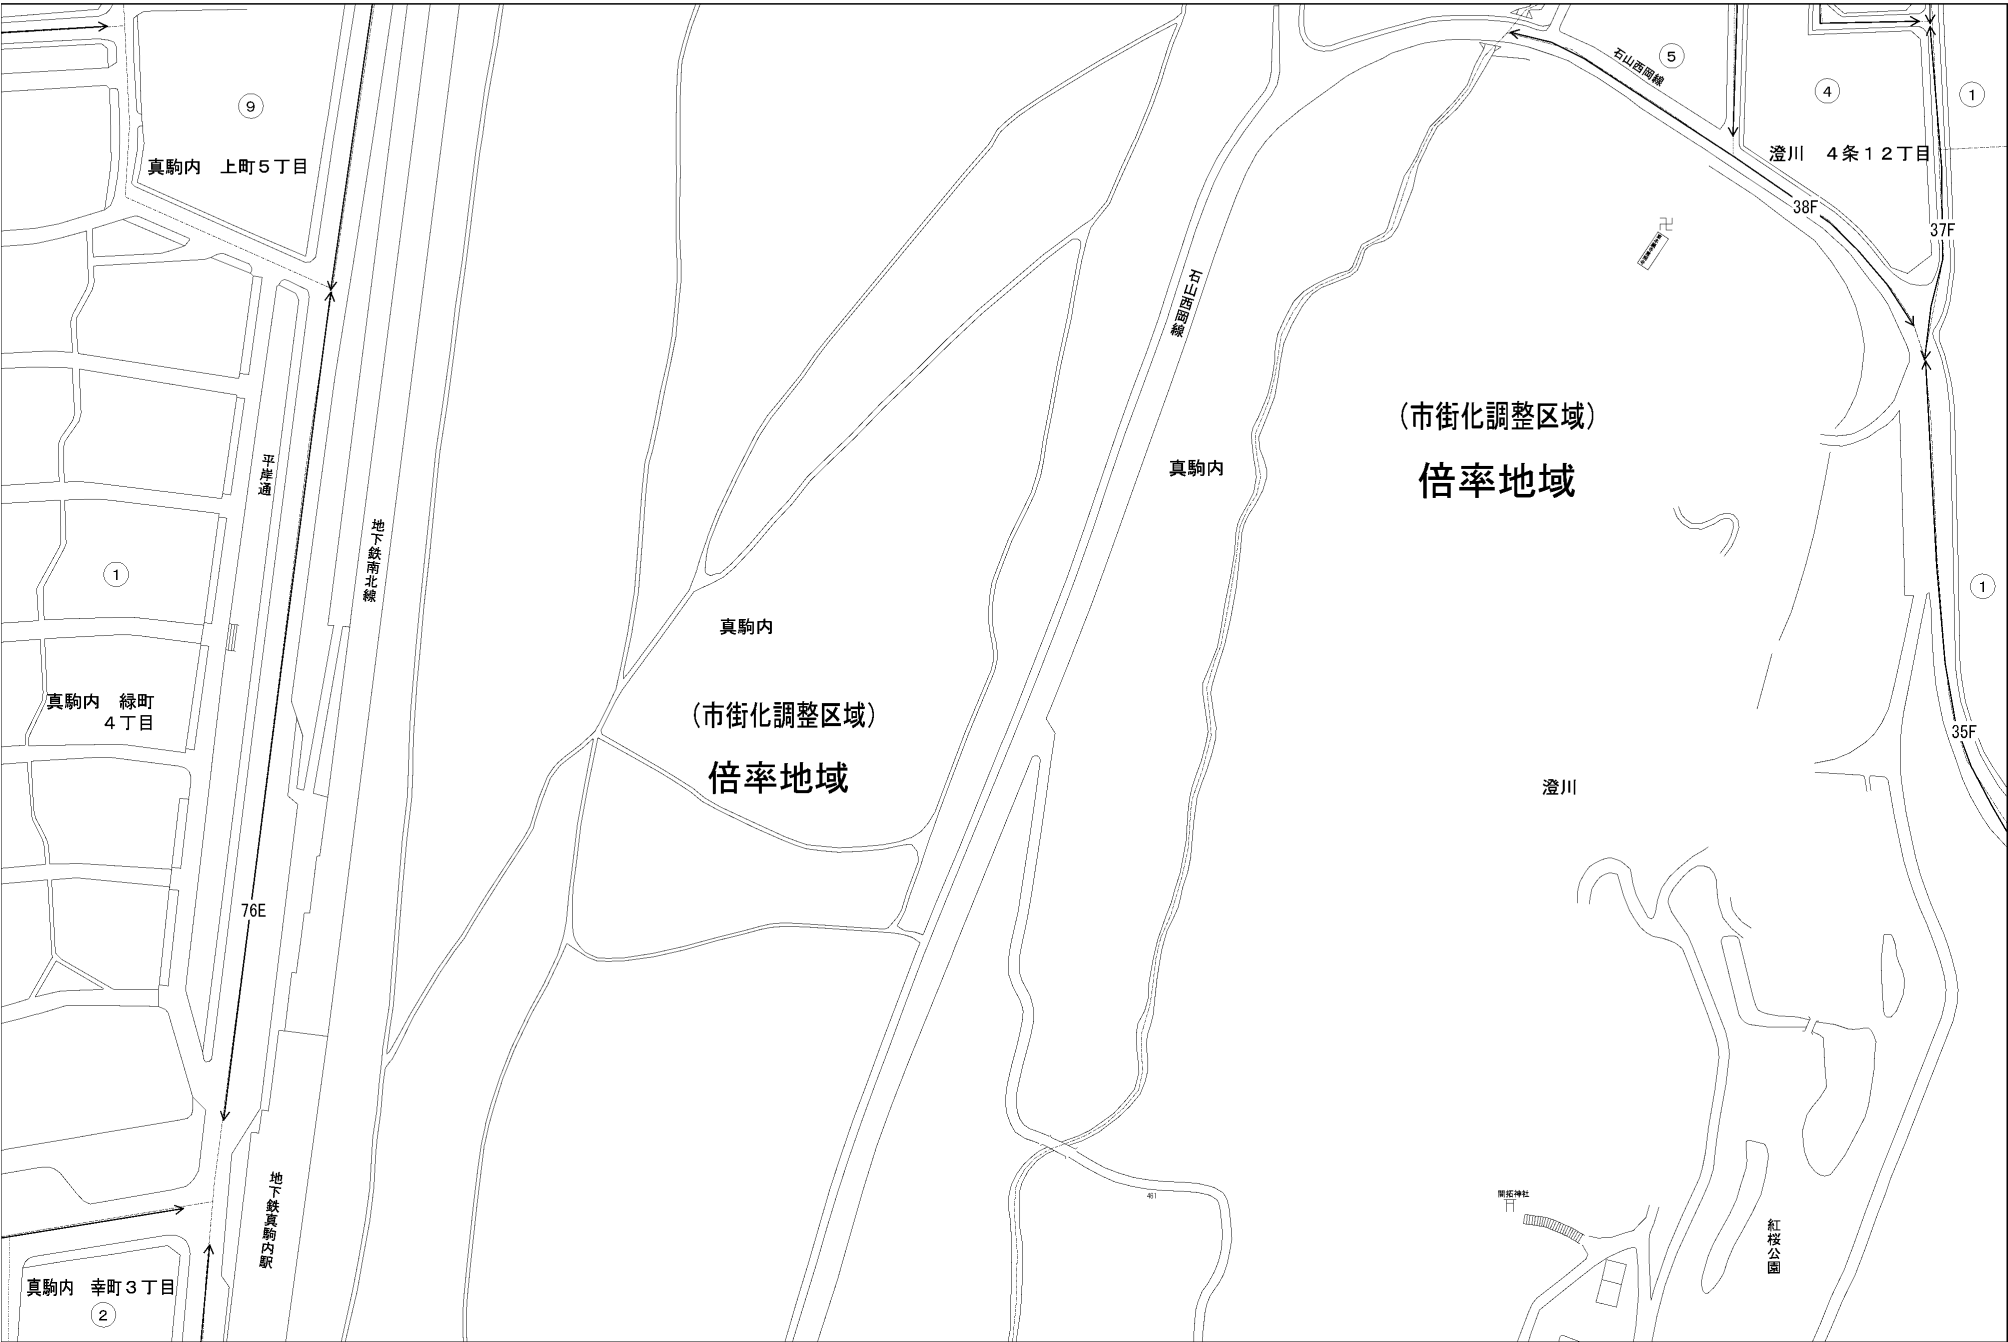 9
真駒内　上町５丁目
石山西岡線
5
4
1
澄川　４条１２丁目
38F
37F
石山西岡線
（市街化調整区域）
倍率地域
真駒内
平岸通
地下鉄南北線
1
1
真駒内
真駒内　緑町
４丁目
（市街化調整区域）
倍率地域
35F
澄川
76E
地下鉄真駒内駅
461
開拓神社
紅桜公園
真駒内　幸町３丁目
2